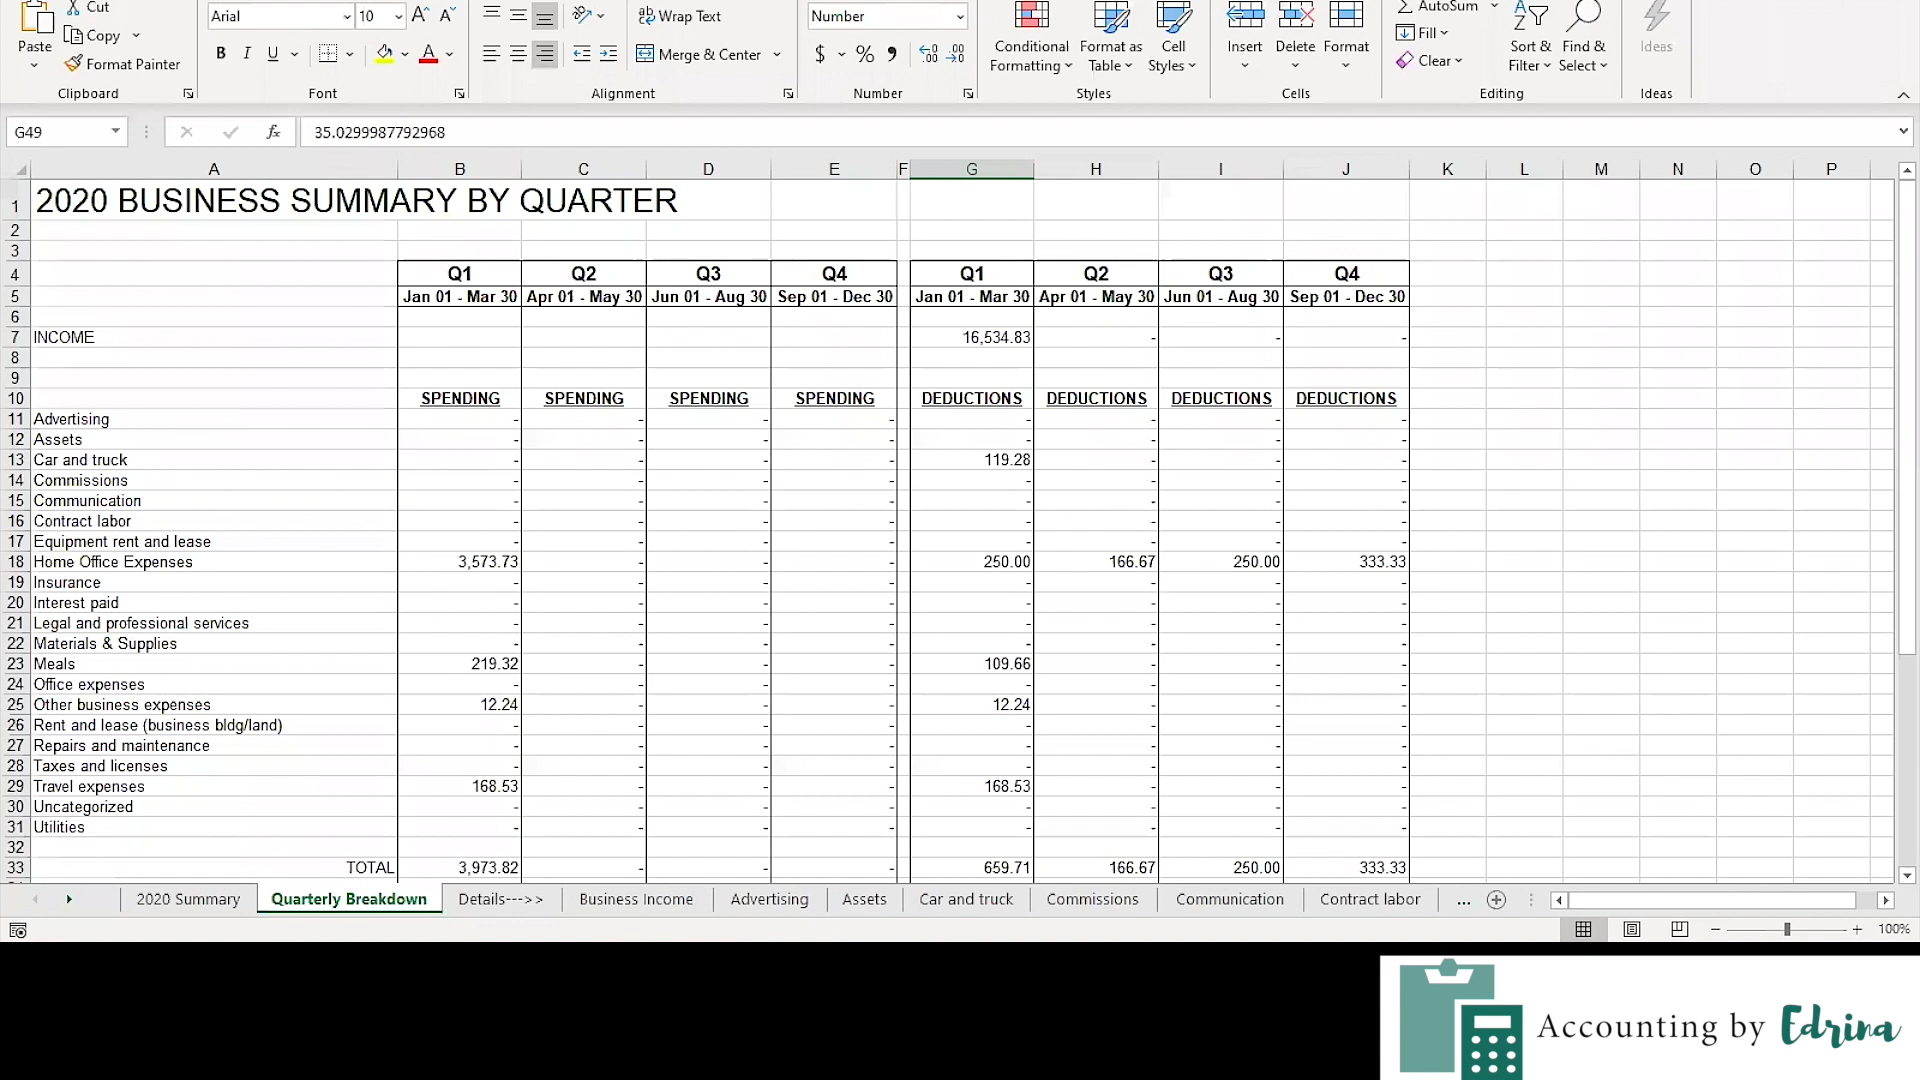 Cut
Arial 10 A^ A˅ ab Wrap Text Number AutoSum
Paste Copy Conditional Formatting Format as Table Cell Styles Insert Delete Format Fill Sort & Filter Find & Select Ideas
Format Painter B I U A Merge & Center $ % 9 Clear
Clipboard Font Alignment Number Styles Cells Editing Ideas
G49 fx 35.0299987792968
A B C D E F G H I J K L M N O P
1 2020 BUSINESS SUMMARY BY QUARTER
2
3
4 Q1 Q2 Q3 Q4 Q1 Q2 Q3 Q4
5 Jan 01 - Mar 30 Apr 01 - May 30 Jun 01 - Aug 30 Sep 01 - Dec 30 Jan 01 - Mar 30 Apr 01 - May 30 Jun 01 - Aug 30 Sep 01 - Dec 30
6
7 INCOME 16,534.83 - - -
8
9
10 SPENDING SPENDING SPENDING SPENDING DEDUCTIONS DEDUCTIONS DEDUCTIONS DEDUCTIONS
11 Advertising - - - - - - - -
12 Assets - - - - - - - -
13 Car and truck - - - - 119.28 - - -
14 Commissions - - - - - - - -
15 Communication - - - - - - - -
16 Contract labor - - - - - - - -
17 Equipment rent and lease - - - - - - - -
18 Home Office Expenses 3,573.73 - - - 250.00 166.67 250.00 333.33
19 Insurance - - - - - - - -
20 Interest paid - - - - - - - -
21 Legal and professional services - - - - - - - -
22 Materials & Supplies - - - - - - - -
23 Meals 219.32 - - - 109.66 - - -
24 Office expenses - - - - - - - -
25 Other business expenses 12.24 - - - 12.24 - - -
26 Rent and lease (business bldg/land) - - - - - - - -
27 Repairs and maintenance - - - - - - - -
28 Taxes and licenses - - - - - - - -
29 Travel expenses 168.53 - - - 168.53 - - -
30 Uncategorized - - - - - - - -
31 Utilities - - - - - - - -
32
33 TOTAL 3,973.82 - - - 659.71 166.67 250.00 333.33
2020 Summary Quarterly Breakdown Details--->> Business Income Advertising Assets Car and truck Commissions Communication Contract labor ...
100%
Accounting by Edrina